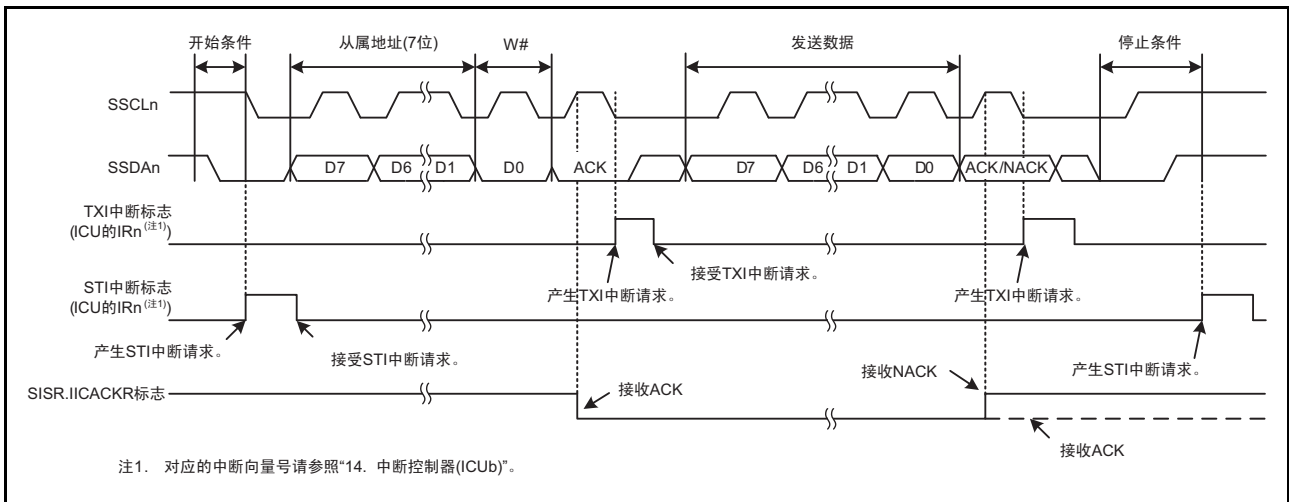 开始条件 从属地址(7位) W# 发送数据 停止条件
SSCLn
SSDAn D7 D6 D1 D0 ACK D7 D6 D1 D0 ACK/NACK
TXI中断标志
(ICU的IRn(注1))
接受TXI中断请求。
产生TXI中断请求。 产生TXI中断请求。
STI中断标志
(ICU的IRn(注1))
产生STI中断请求。 接受STI中断请求。 产生STI中断请求。
接收NACK
SISR.IICACKR标志 接收ACK
接收ACK
注1. 对应的中断向量号请参照“14. 中断控制器(ICUb)”。